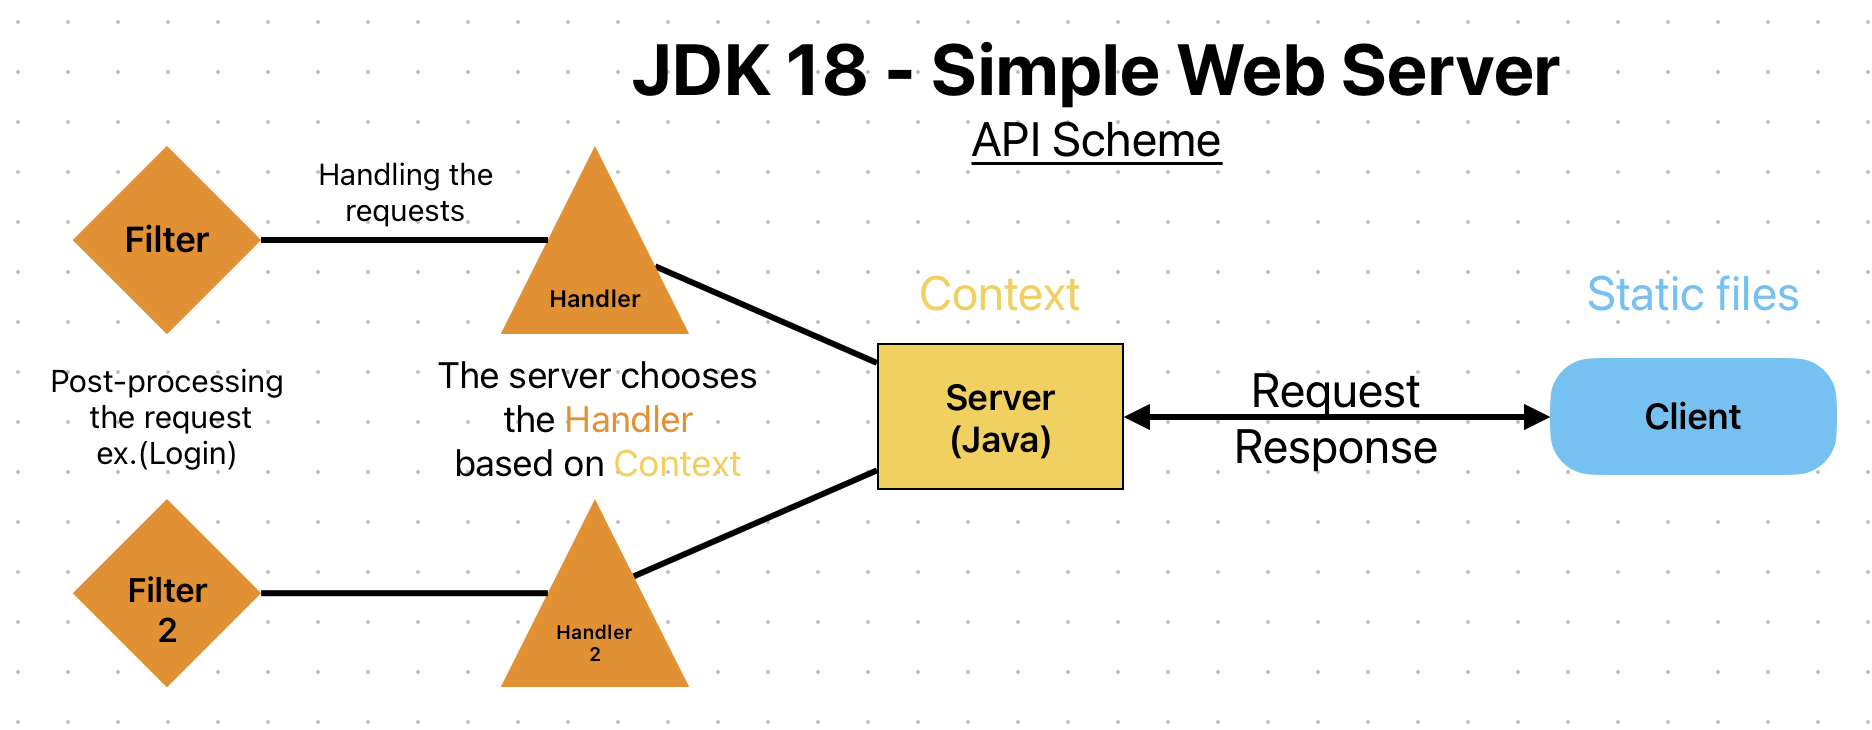 JDK 18 - Simple Web Server
API Scheme
Filter
Handling the
requests
Handler
Post-processing
the request
ex.(Login)
The server chooses
the Handler
based on Context
Filter
2
Handler
2
Context
Server
(Java)
Request
Response
Static files
Client